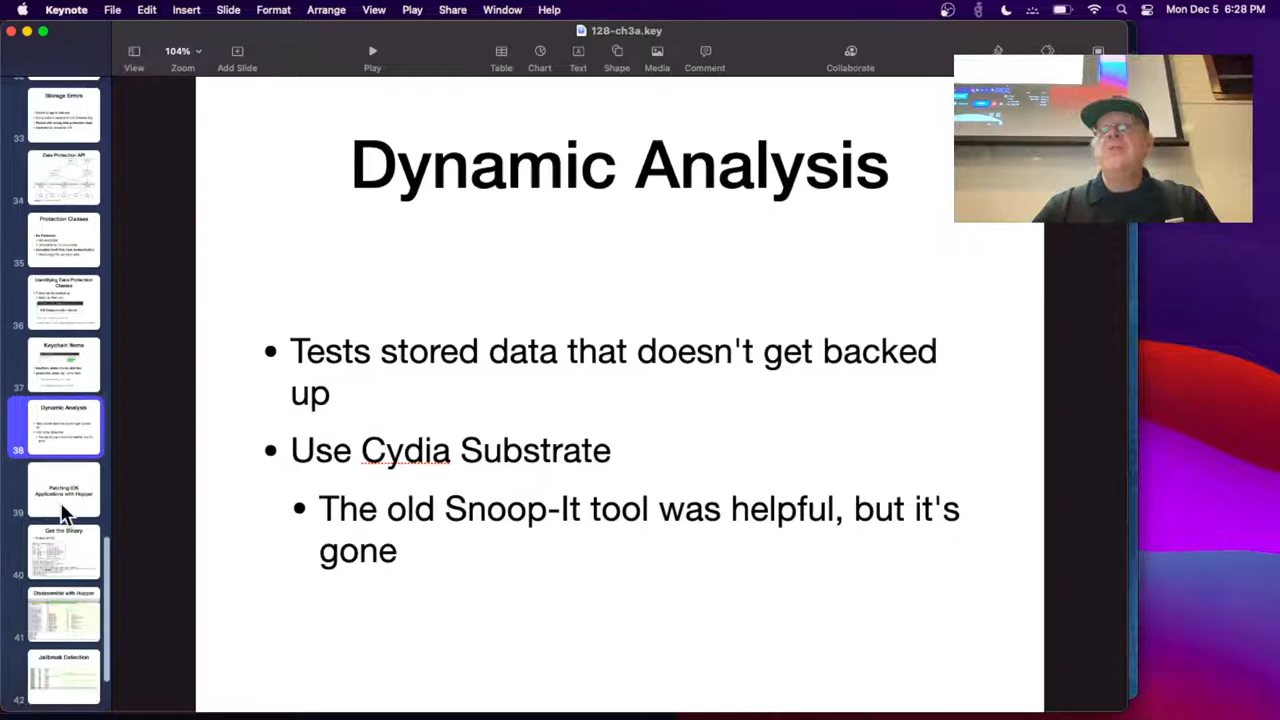 Keynote File Edit Insert Slide Format Arrange View Play Share Window Help Mon Dec 5 6:28 PM
128-ch3a.key
104%
View Zoom Add Slide Play Table Chart Text Shape Media Comment Collaborate
Storage Errors
33
Data Protection API
34
Protection Classes
35
Identifying Data Protection
Classes
36
Keychain Items
37
Dynamic Analysis
38
Patching iOS
Applications with Hopper
39
Get the Binary
40
Disassemble with Hopper
41
Jailbreak Detection
42
Dynamic Analysis
• Tests stored data that doesn't get backed
up
• Use Cydia Substrate
• The old Snoop-It tool was helpful, but it's
gone